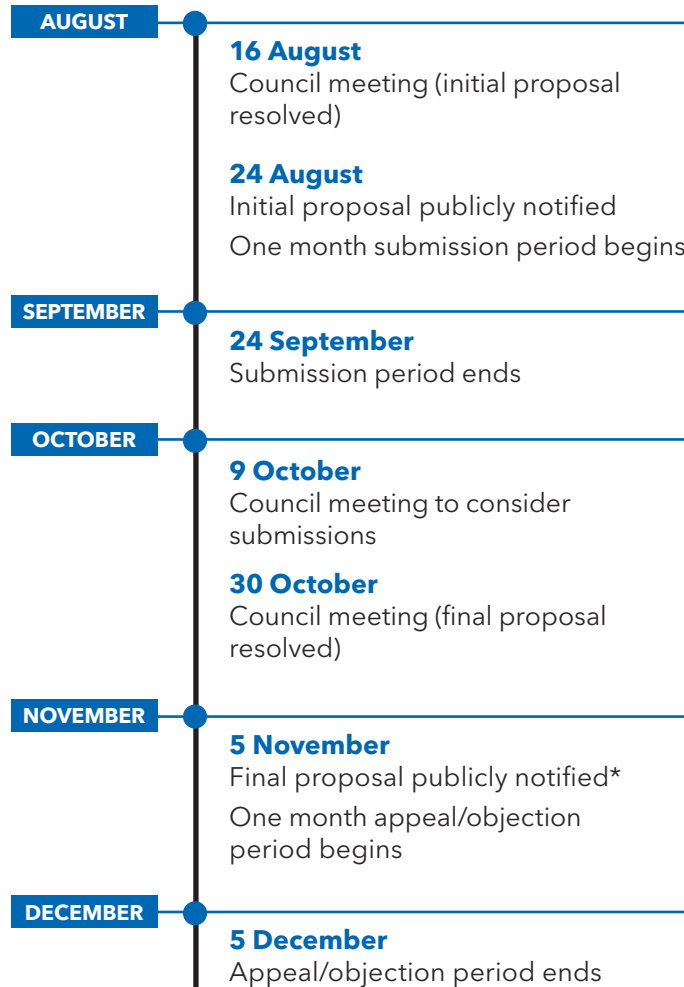 AUGUST
16 August
Council meeting (initial proposal
resolved)
24 August
Initial proposal publicly notified
One month submission period begins
SEPTEMBER
24 September
Submission period ends
OCTOBER
9 October
Council meeting to consider
submissions
30 October
Council meeting (final proposal
resolved)
NOVEMBER
5 November
Final proposal publicly notified*
One month appeal/objection
period begins
DECEMBER
5 December
Appeal/objection period ends